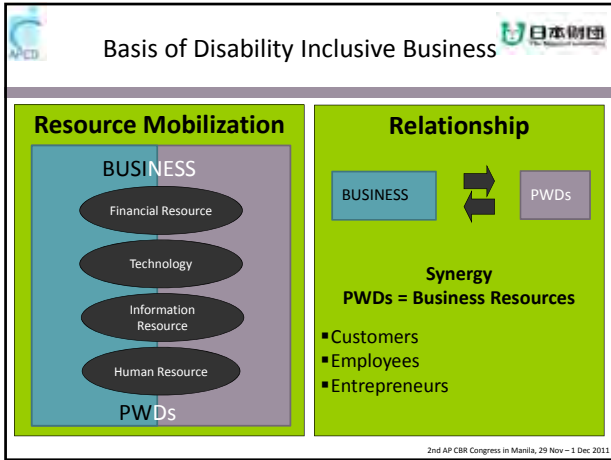 APCD
Basis of Disability Inclusive Business
日本財団
Resource Mobilization
BUSINESS
Financial Resource
Technology
Information
Resource
Human Resource
PWDs
Relationship
BUSINESS
PWDs
Synergy
PWDs = Business Resources
▪Customers
▪Employees
▪Entrepreneurs
2nd AP CBR Congress in Manila, 29 Nov – 1 Dec 2011